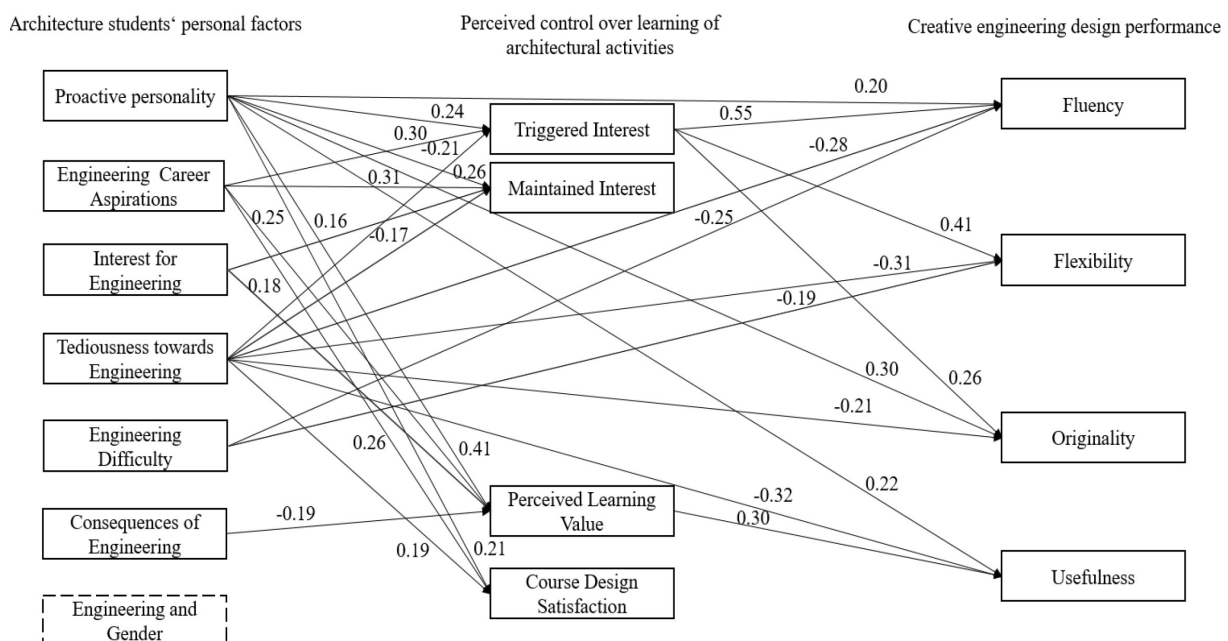 Architecture students‘ personal factors
Perceived control over learning of
architectural activities
Creative engineering design performance
Proactive personality
Engineering Career
Aspirations
Interest for
Engineering
Tediousness towards
Engineering
Engineering
Difficulty
Consequences of
Engineering
Engineering and
Gender
Triggered Interest
Maintained Interest
Perceived Learning
Value
Course Design
Satisfaction
Fluency
Flexibility
Originality
Usefulness
0.20
0.24
0.55
0.30
-0.21
-0.28
0.26
0.31
0.25
0.16
-0.25
-0.17
0.41
0.18
-0.31
-0.19
0.30
0.26
-0.21
0.26
0.41
0.22
-0.32
0.30
-0.19
0.19
0.21